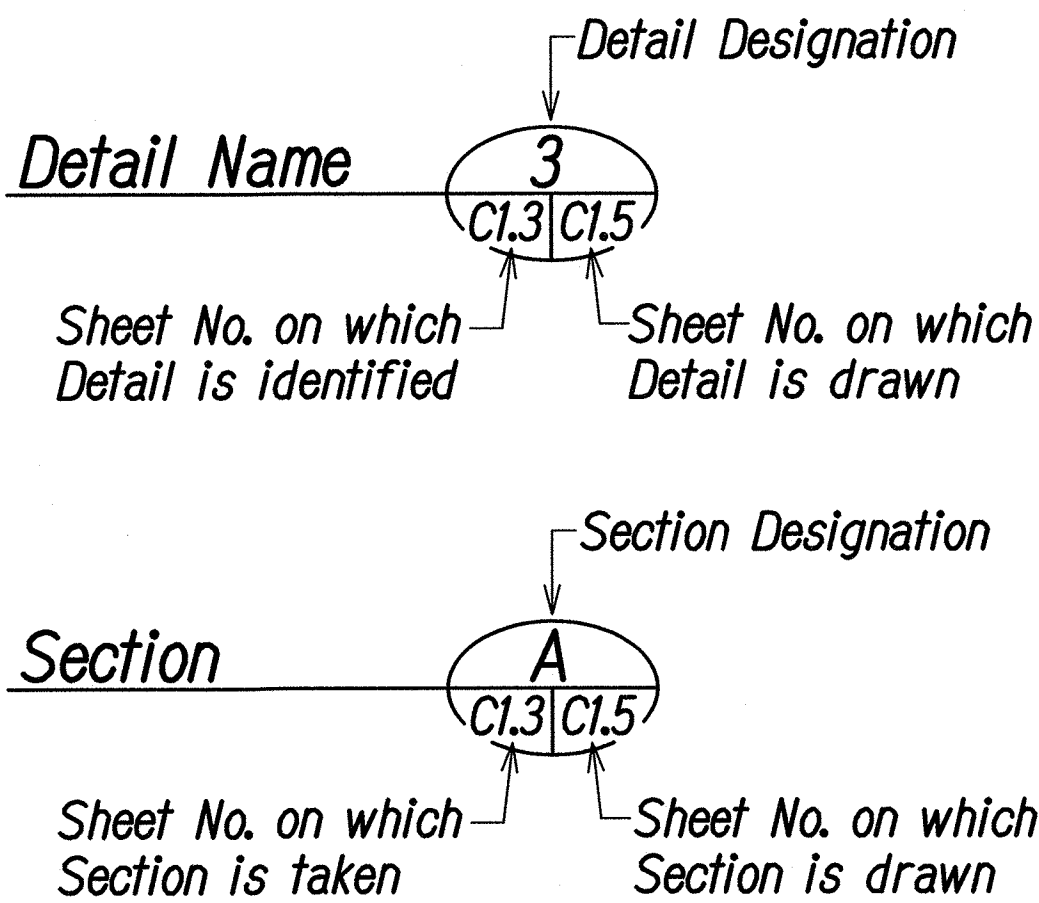 Detail Designation
Detail Name
3
C1.3 C1.5
Sheet No. on which Sheet No. on which
Detail is identified Detail is drawn
Section Designation
Section
A
C1.3 C1.5
Sheet No. on which Sheet No. on which
Section is taken Section is drawn